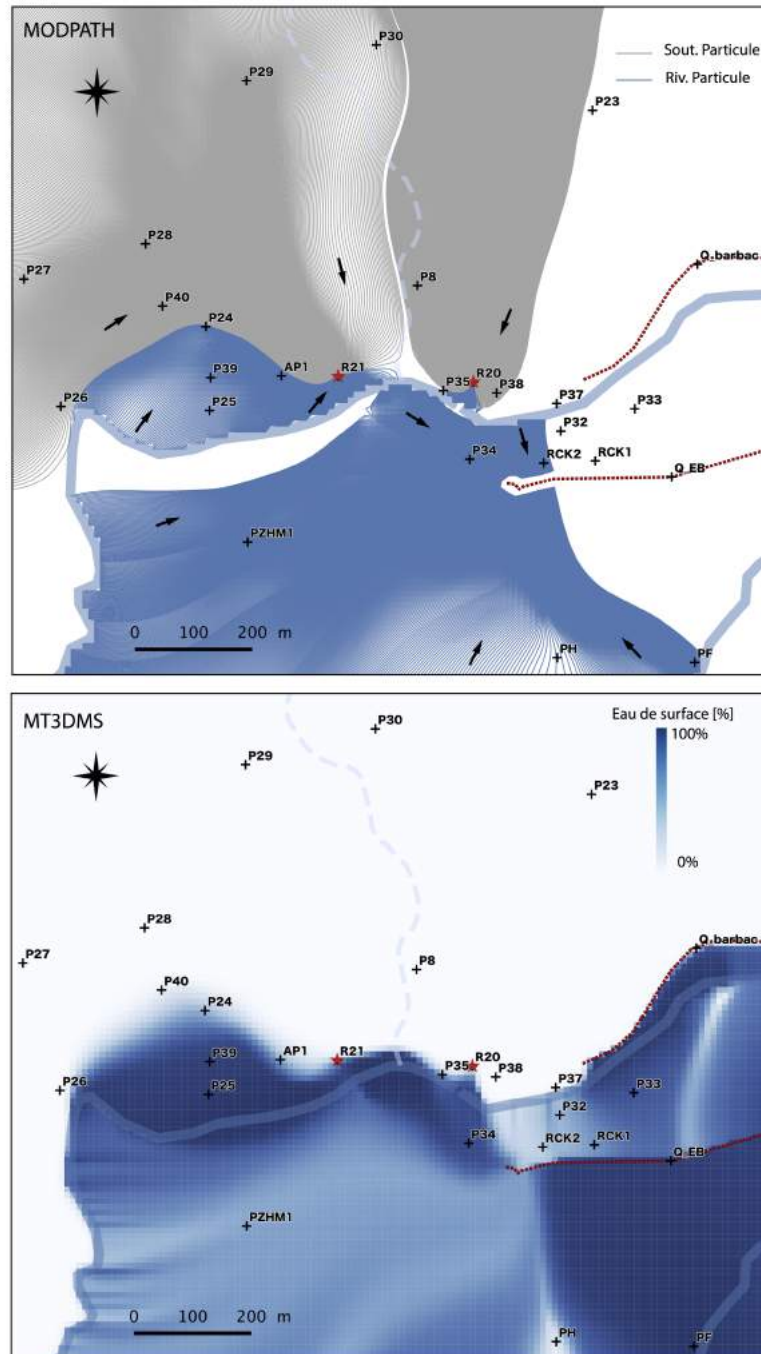 MODPATH
P30
Sout. Particule
Riv. Particule
P29
P23
P28
Q-barbac
P27
P8
P40
P24
P39
AP1
R21
P35
R20
P38
P37
P33
P26
P25
P32
P34
RCK2
RCK1
Q EB
PZHM1
0 100 200 m
PH
PF
MT3DMS
Eau de surface [%]
100%
0%
P30
P29
P23
P28
Q-barbac
P27
P8
P40
P24
P39
AP1
R21
P35
R20
P38
P37
P33
P26
P25
P32
P34
RCK2
RCK1
Q EB
PZHM1
0 100 200 m
PH
PF